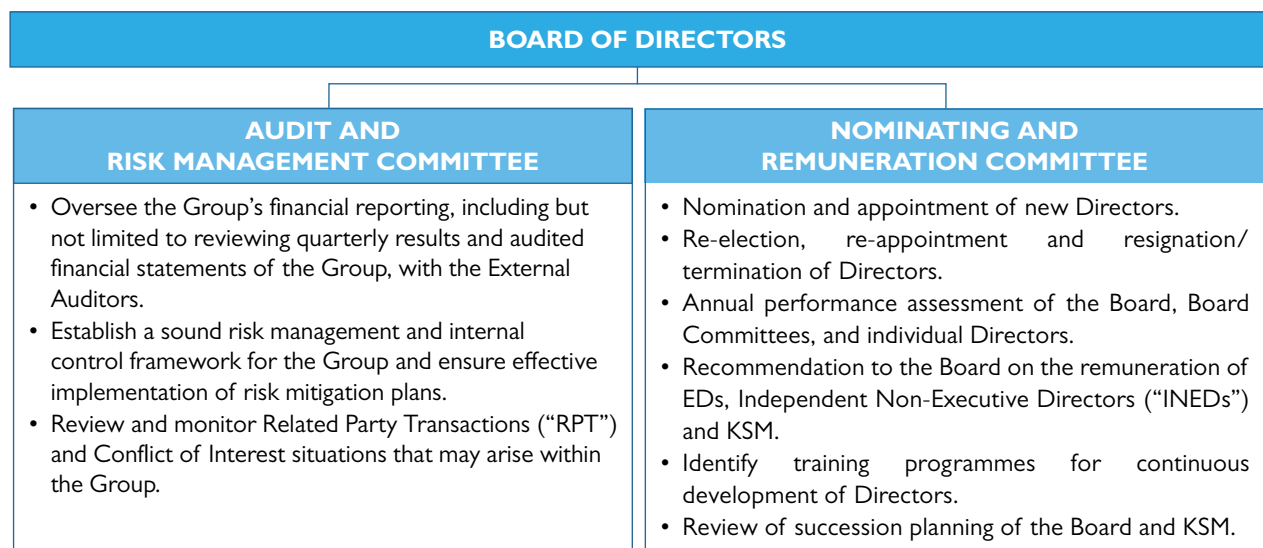 BOARD OF DIRECTORS
AUDIT AND
RISK MANAGEMENT COMMITTEE
• Oversee the Group’s financial reporting, including but
not limited to reviewing quarterly results and audited
financial statements of the Group, with the External
Auditors.
• Establish a sound risk management and internal
control framework for the Group and ensure effective
implementation of risk mitigation plans.
• Review and monitor Related Party Transactions (“RPT”)
and Conflict of Interest situations that may arise within
the Group.
NOMINATING AND
REMUNERATION COMMITTEE
• Nomination and appointment of new Directors.
• Re-election, re-appointment and resignation/
termination of Directors.
• Annual performance assessment of the Board, Board
Committees, and individual Directors.
• Recommendation to the Board on the remuneration of
EDs, Independent Non-Executive Directors (“INEDs”)
and KSM.
• Identify training programmes for continuous
development of Directors.
• Review of succession planning of the Board and KSM.